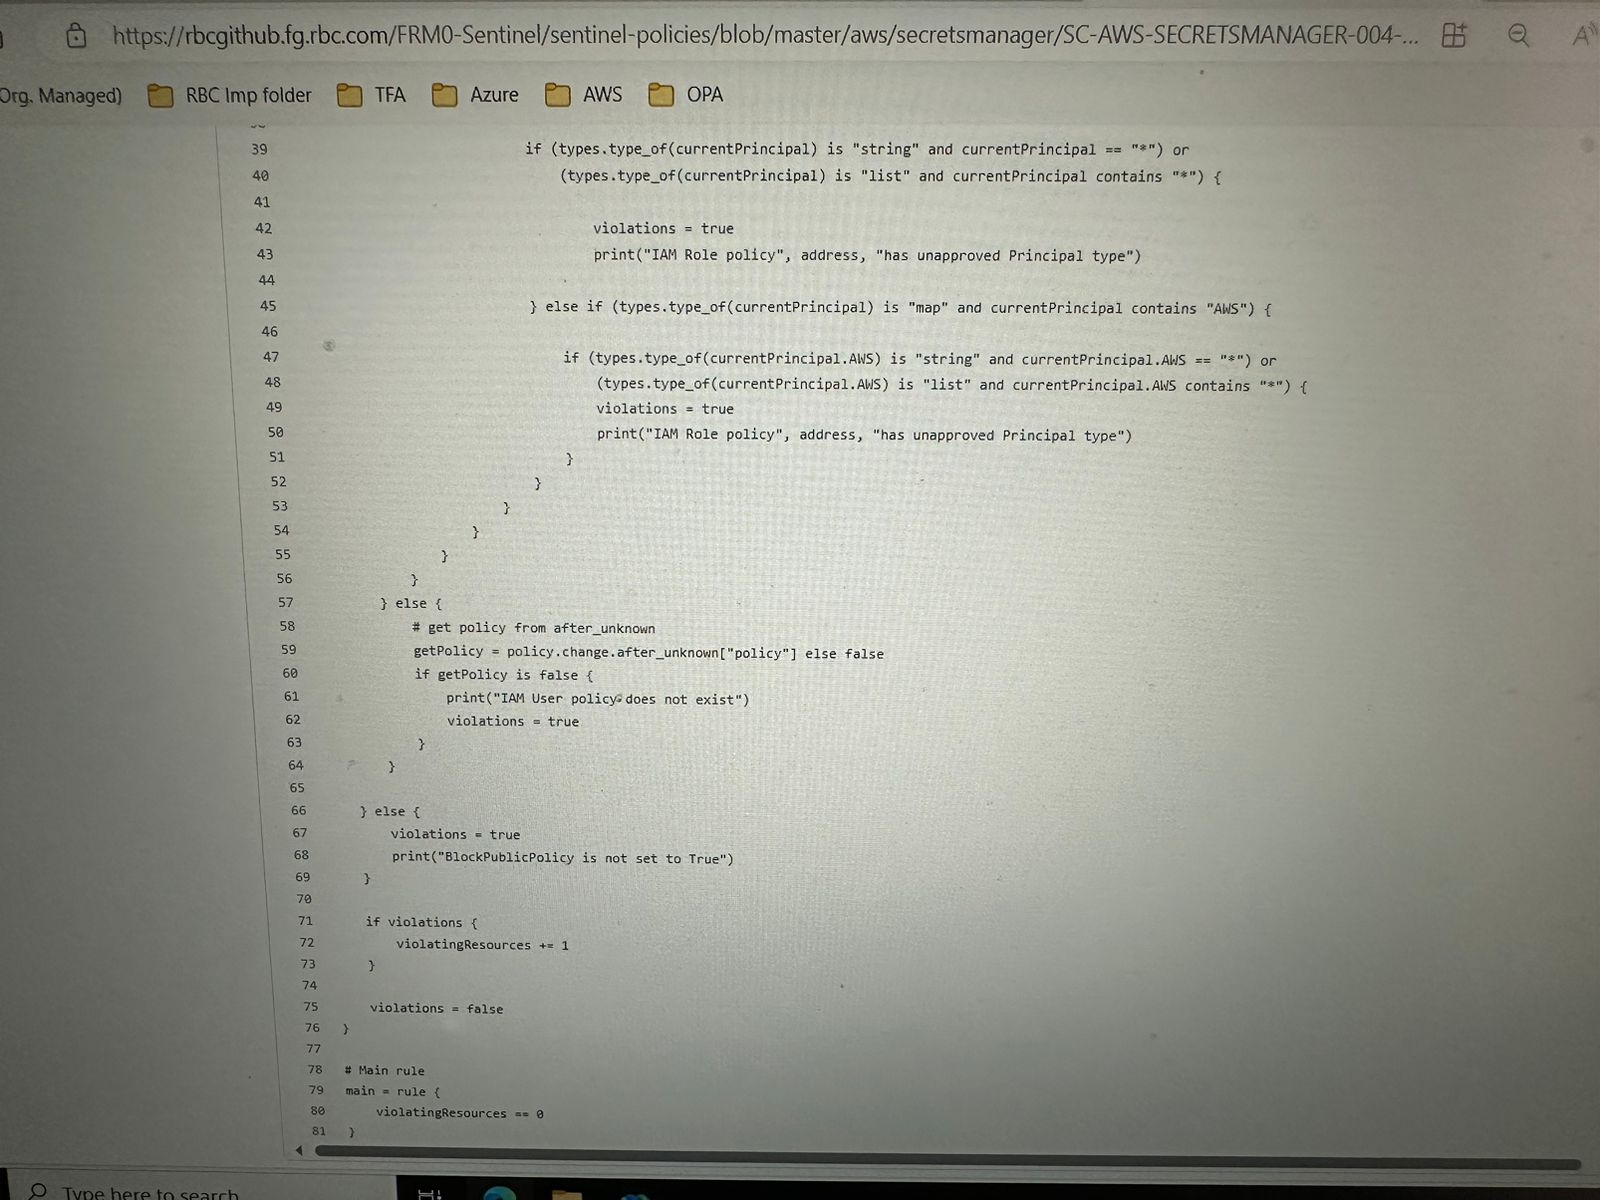 https://rbcgithub.fg.rbc.com/FRM0-Sentinel/sentinel-policies/blob/master/aws/secretsmanager/SC-AWS-SECRETSMANAGER-004-...
Org. Managed) RBC Imp folder TFA Azure AWS OPA
39 if (types.type_of(currentPrincipal) is "string" and currentPrincipal == "*") or
40 (types.type_of(currentPrincipal) is "list" and currentPrincipal contains "*") {
41
42 violations = true
43 print("IAM Role policy", address, "has unapproved Principal type")
44
45 } else if (types.type_of(currentPrincipal) is "map" and currentPrincipal contains "AWS") {
46
47 if (types.type_of(currentPrincipal.AWS) is "string" and currentPrincipal.AWS == "*") or
48 (types.type_of(currentPrincipal.AWS) is "list" and currentPrincipal.AWS contains "*") {
49 violations = true
50 print("IAM Role policy", address, "has unapproved Principal type")
51 }
52 }
53 }
54 }
55 }
56 }
57 } else {
58 # get policy from after_unknown
59 getPolicy = policy.change.after_unknown["policy"] else false
60 if getPolicy is false {
61 print("IAM User policy does not exist")
62 violations = true
63 }
64 }
65
66 } else {
67 violations = true
68 print("BlockPublicPolicy is not set to True")
69 }
70
71 if violations {
72 violatingResources += 1
73 }
74
75 violations = false
76 }
77
78 # Main rule
79 main = rule {
80 violatingResources == 0
81 }
Type here to search